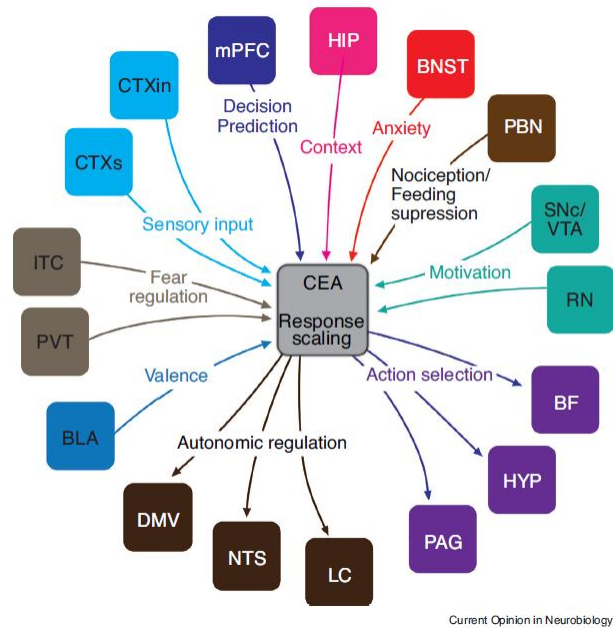 mPFC
HIP
BNST
CTXin
PBN
CTXs
Decision
Prediction
Context
Anxiety
Nociception/
Feeding
supression
SNc/
VTA
Sensory input
ITC
Fear
regulation
CEA
Response
scaling
Motivation
RN
PVT
Valence
Action selection
BF
BLA
Autonomic regulation
HYP
DMV
NTS
LC
PAG
Current Opinion in Neurobiology